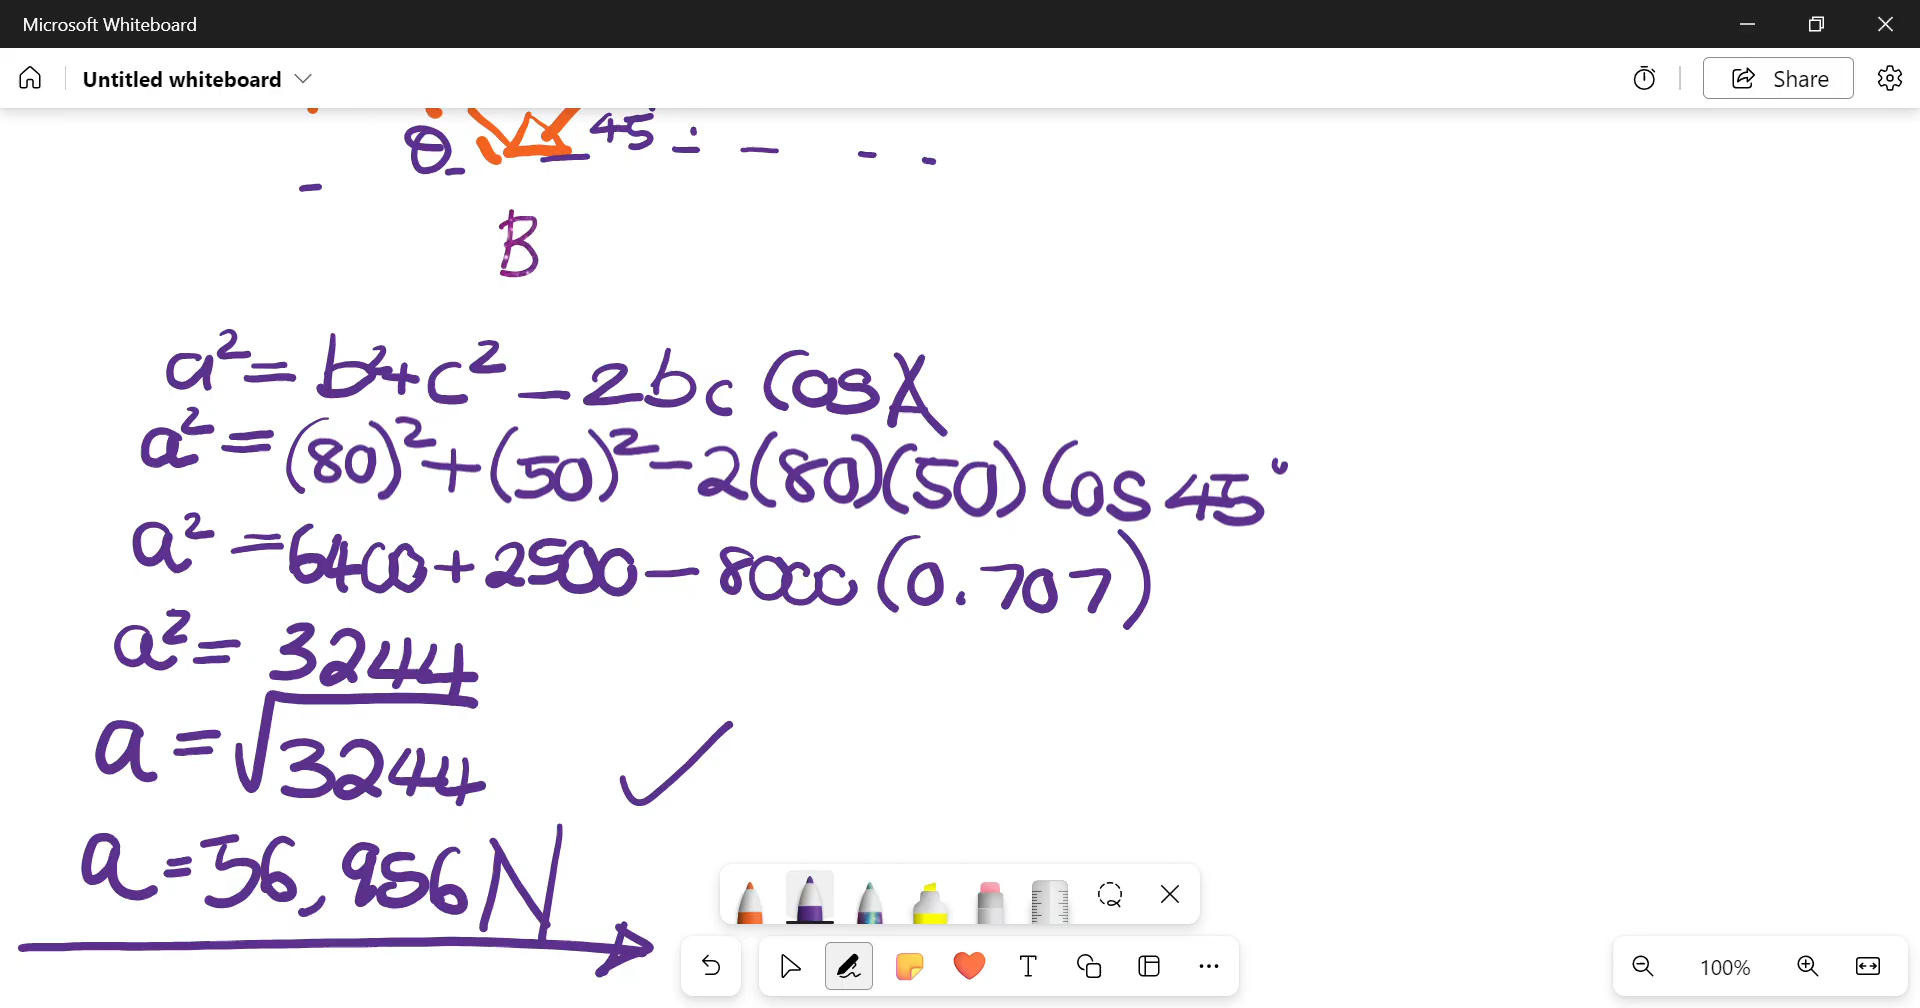 Microsoft Whiteboard
Untitled whiteboard
Share
θ 45
B
a² = b² + c² - 2bc Cos A
a² = (80)² + (50)² - 2(80)(50) Cos 45°
a² = 6400 + 2500 - 8000 (0.707)
a² = 3244
a = √3244
a = 56,956 N
100%